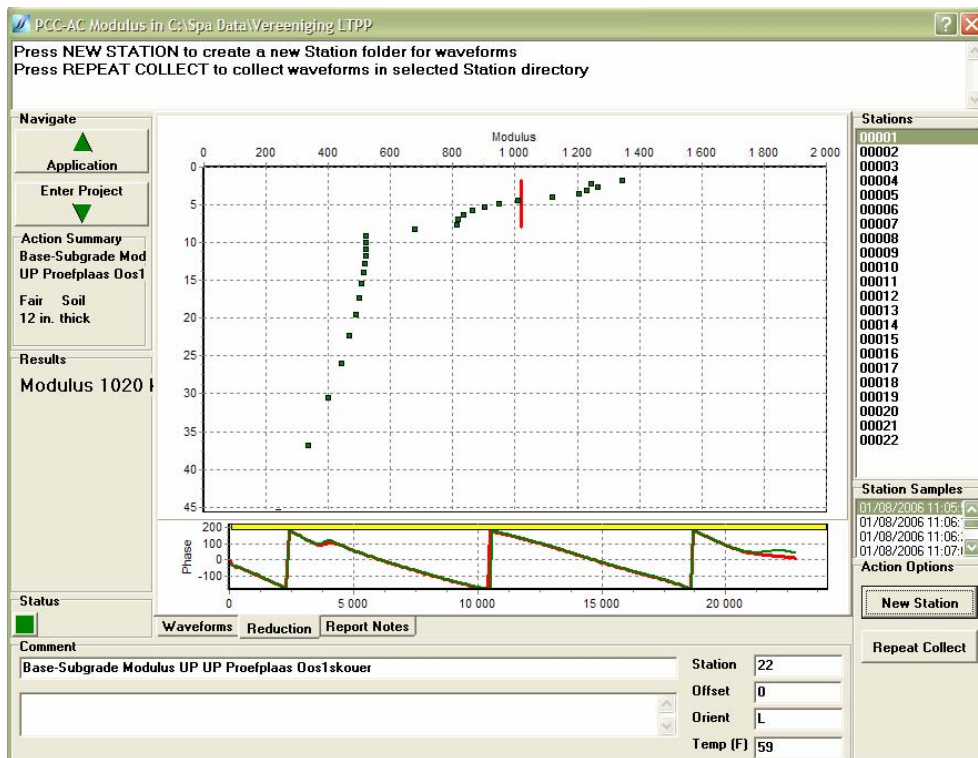 PCC-AC Modulus in C:\Spa Data\Vereeniging LTPP
Press NEW STATION to create a new Station folder for waveforms
Press REPEAT COLLECT to collect waveforms in selected Station directory
Navigate
Application
Enter Project
Action Summary
Base-Subgrade Mod
UP Proefplaas Oos1
Fair Soil
12 in. thick
Results
Modulus 1020
Status
Modulus
0 200 400 600 800 1 000 1 200 1 400 1 600 1 800 2 000
0
5
10
15
20
25
30
35
40
45
Phase
200
100
0
-100
0 5 000 10 000 15 000 20 000
Waveforms Reduction Report Notes
Stations
00001
00002
00003
00004
00005
00006
00007
00008
00009
00010
00011
00012
00013
00014
00015
00016
00017
00018
00019
00020
00021
00022
Station Samples
01/08/2006 11:05:
01/08/2006 11:06:
01/08/2006 11:06:
01/08/2006 11:07:
Action Options
New Station
Repeat Collect
Comment
Base-Subgrade Modulus UP UP Proefplaas Oos1skouer
Station 22
Offset 0
Orient L
Temp (F) 59